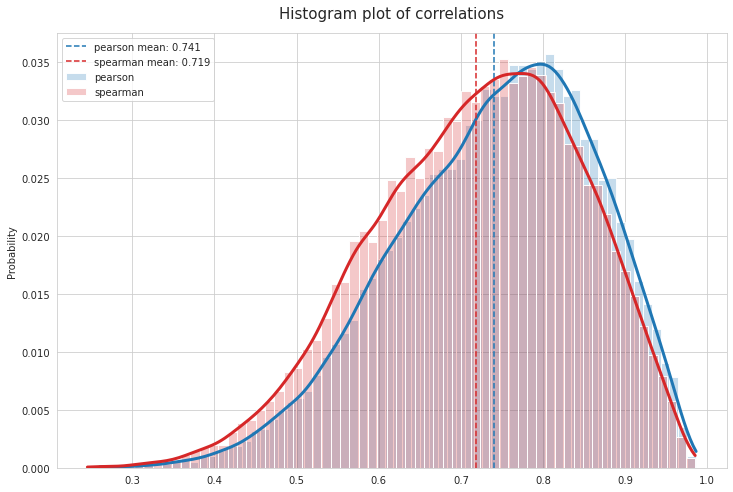 Histogram plot of correlations
pearson mean: 0.741
spearman mean: 0.719
pearson
spearman
Probability
0.035
0.030
0.025
0.020
0.015
0.010
0.005
0.000
0.3 0.4 0.5 0.6 0.7 0.8 0.9 1.0